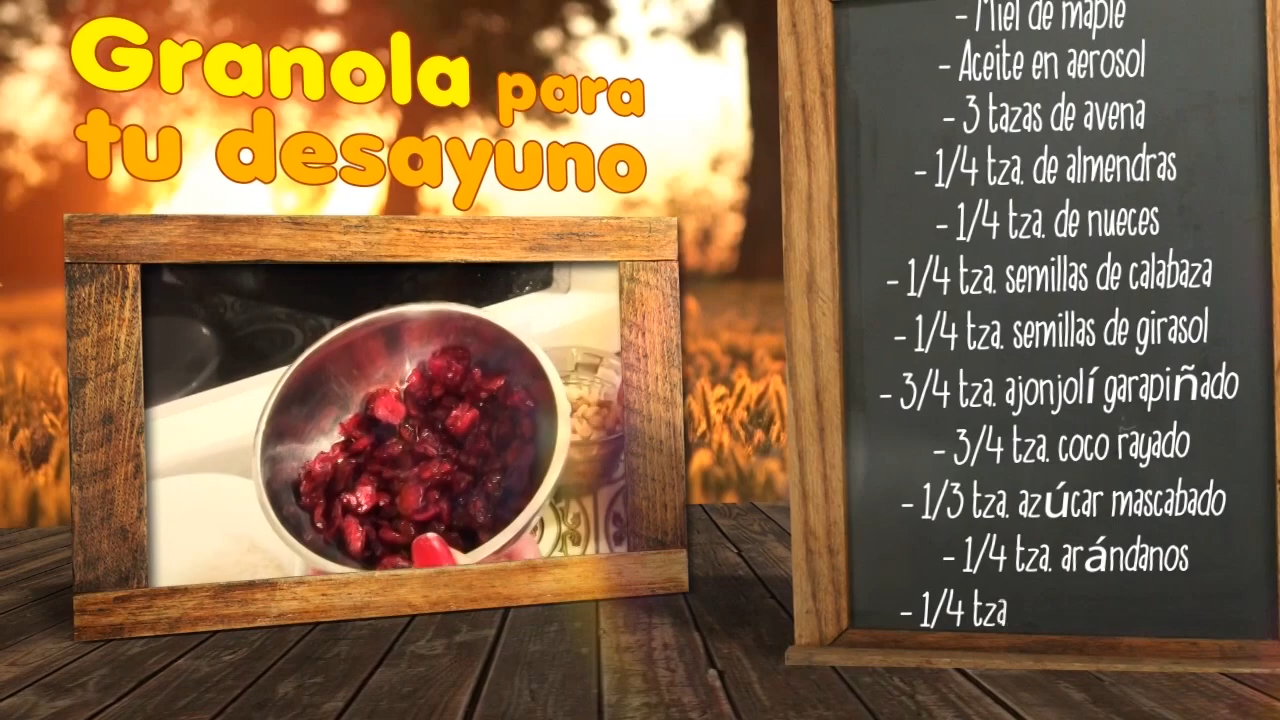 Granola para
tu desayuno
- Miel de maple
- Aceite en aerosol
- 3 tazas de avena
- 1/4 tza. de almendras
- 1/4 tza. de nueces
- 1/4 tza. semillas de calabaza
- 1/4 tza. semillas de girasol
- 3/4 tza. ajonjolí garapiñado
- 3/4 tza. coco rayado
- 1/3 tza. azúcar mascabado
- 1/4 tza. arándanos
- 1/4 tza